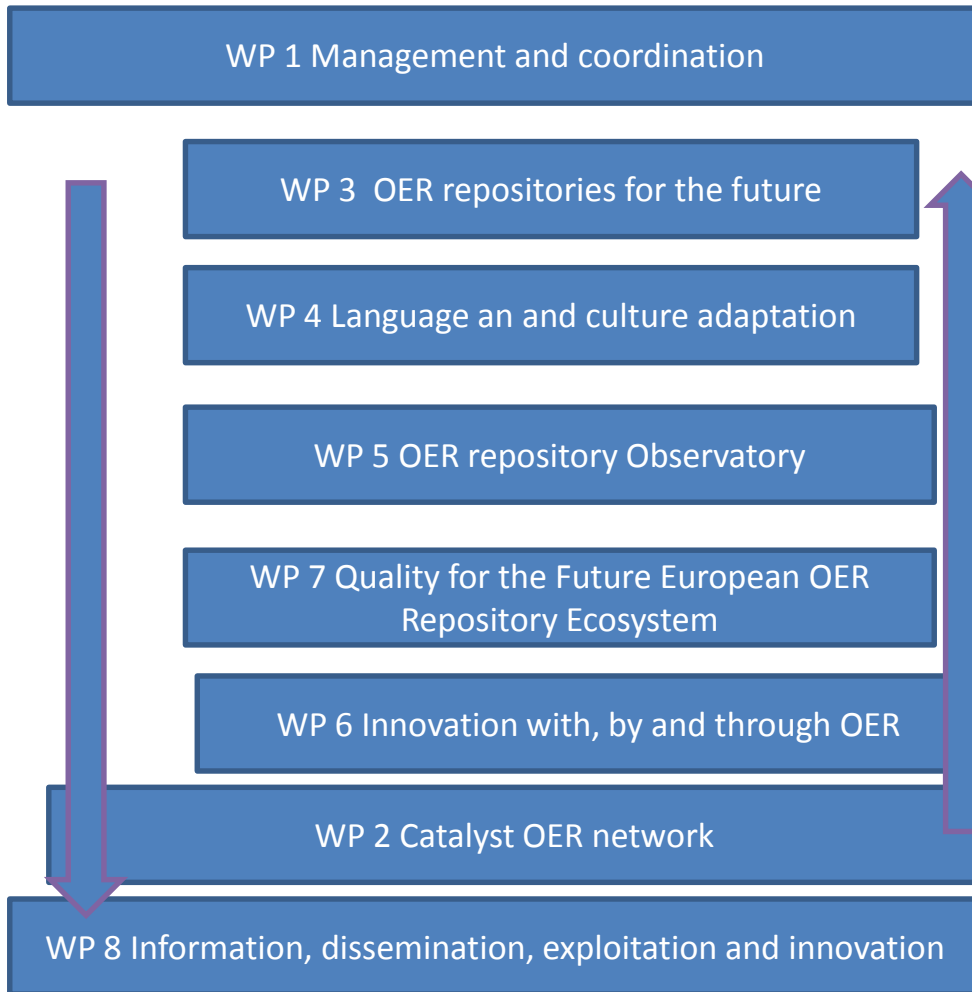 WP 1 Management and coordination
WP 3  OER repositories for the future
WP 4 Language an and culture adaptation
WP 5 OER repository Observatory
WP 7 Quality for the Future European OER
Repository Ecosystem
WP 6 Innovation with, by and through OER
WP 2 Catalyst OER network
WP 8 Information, dissemination, exploitation and innovation